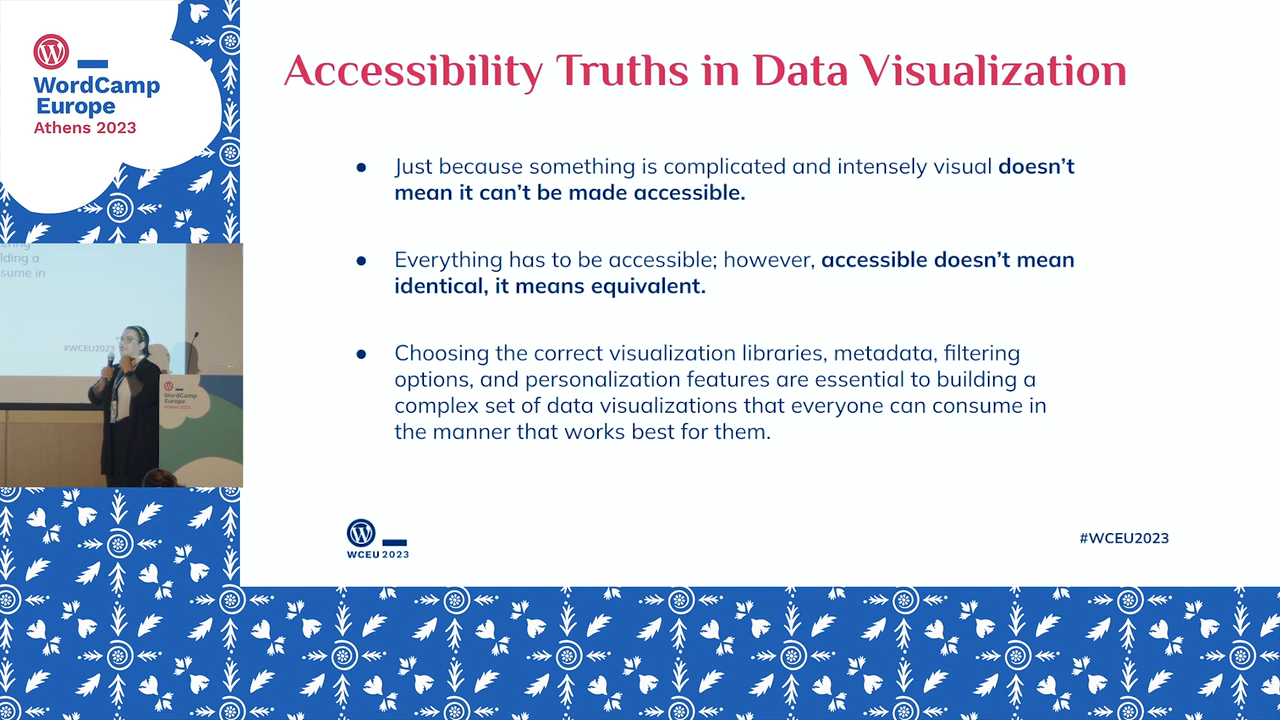 WordCamp
Europe
Athens 2023
Accessibility Truths in Data Visualization
● Just because something is complicated and intensely visual doesn’t
mean it can’t be made accessible.
● Everything has to be accessible; however, accessible doesn’t mean
identical, it means equivalent.
● Choosing the correct visualization libraries, metadata, filtering
options, and personalization features are essential to building a
complex set of data visualizations that everyone can consume in
the manner that works best for them.
WCEU 2023
#WCEU2023
lding a
sume in
#WCEU2023
WordCamp
Europe
Athens 2023